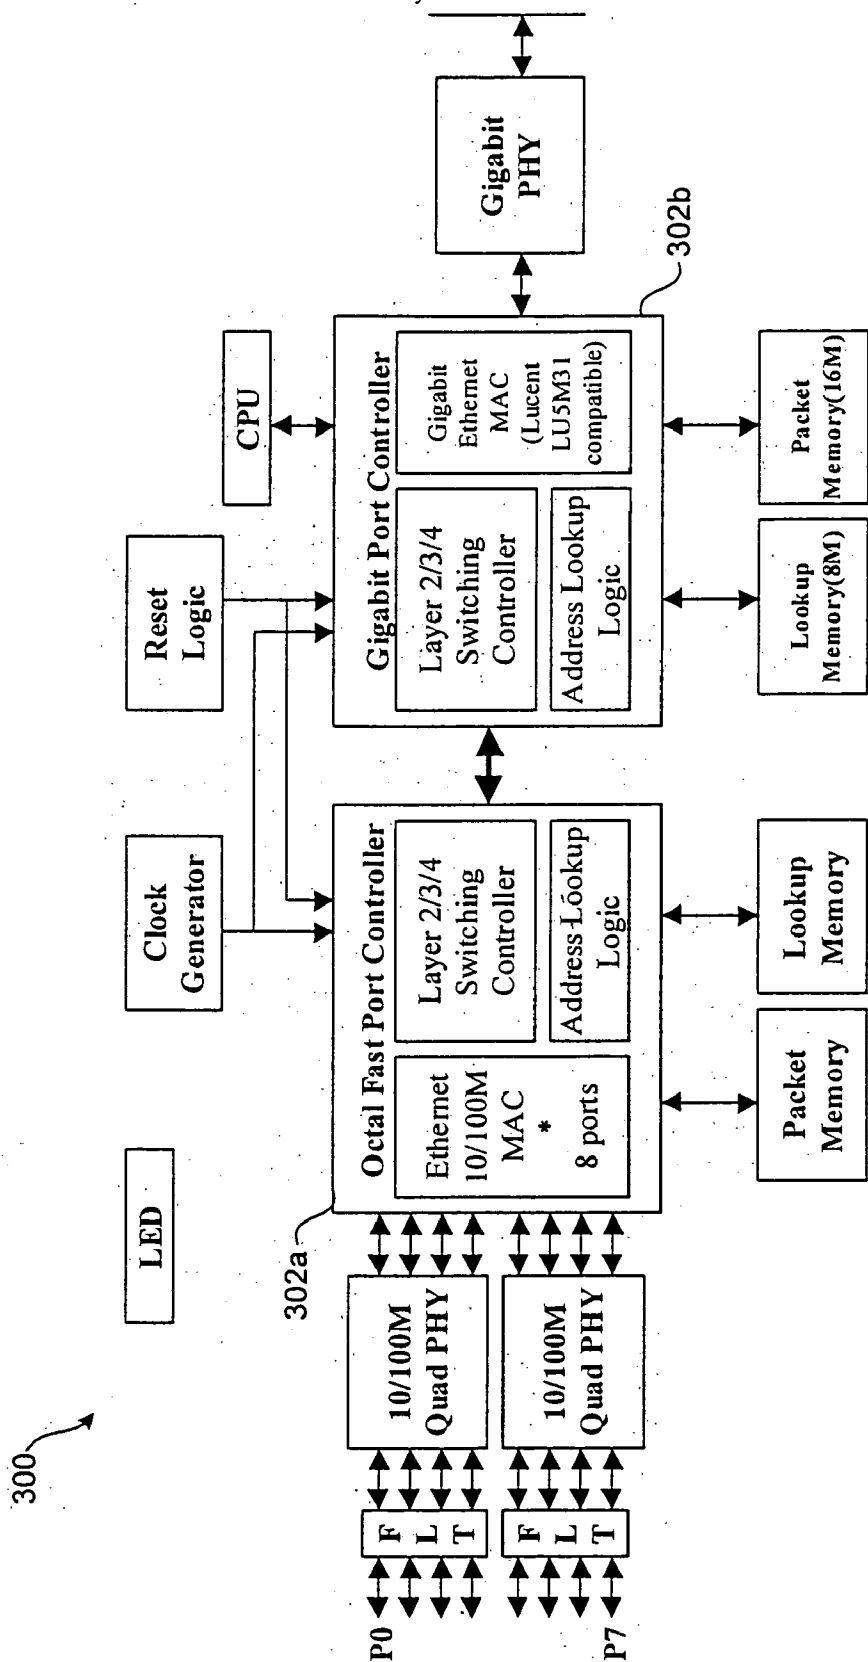 300
LED
Clock
Generator
Reset
Logic
CPU
302a
Octal Fast Port Controller
Ethernet
10/100M
MAC
*
8 ports
Layer 2/3/4
Switching
Controller
Address Lookup
Logic
Gigabit Port Controller
Layer 2/3/4
Switching
Controller
Address Lookup
Logic
Gigabit
Ethernet
MAC
(Lucent
LU5M31
compatible)
302b
Gigabit
PHY
P0
F
L
T
10/100M
Quad PHY
P7
F
L
T
10/100M
Quad PHY
Packet
Memory
Lookup
Memory
Lookup
Memory(8M)
Packet
Memory(16M)